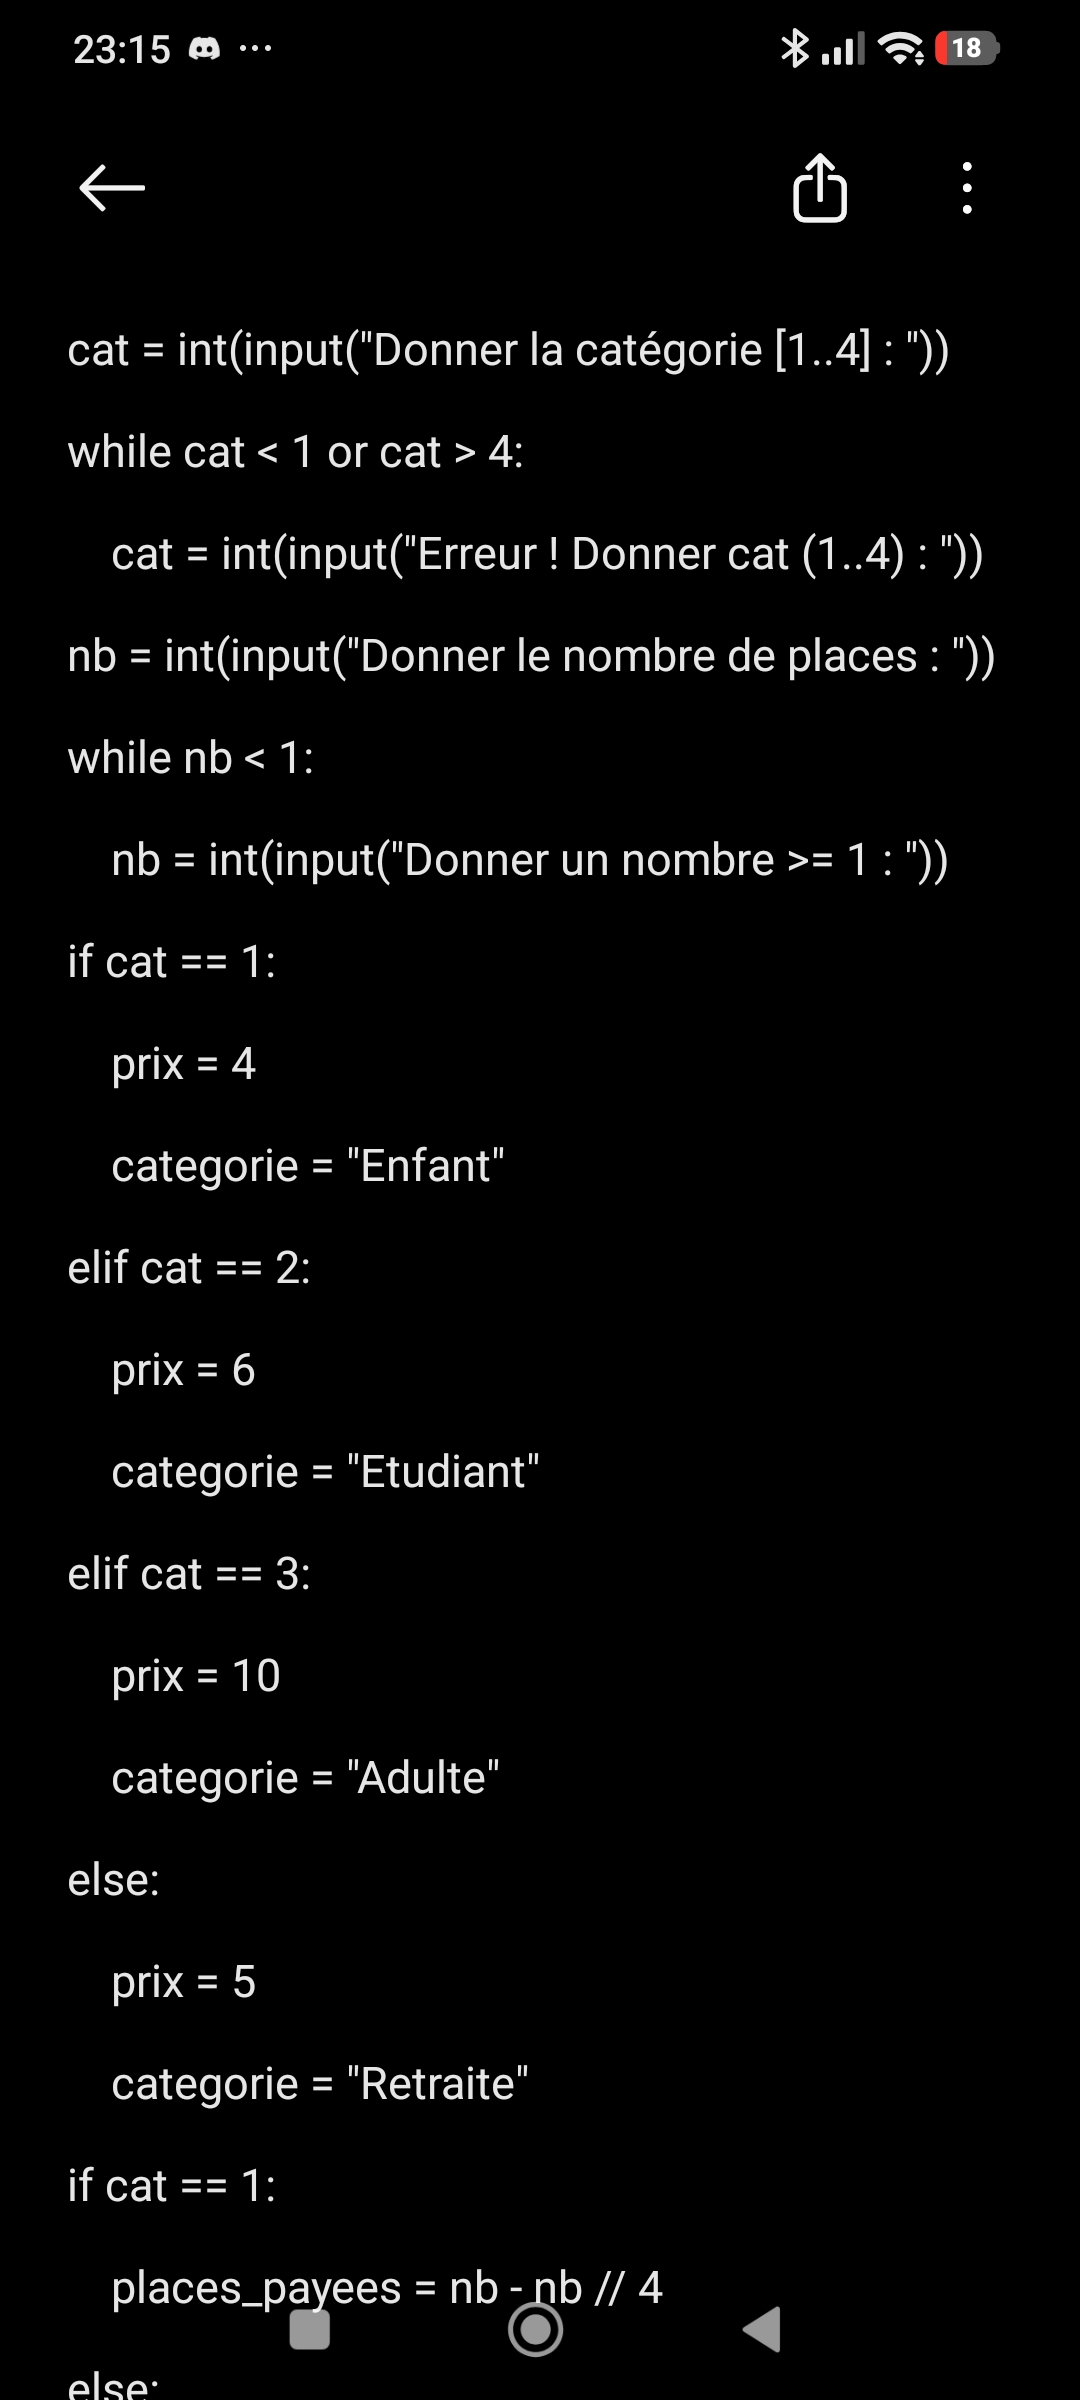 23:15
18
cat = int(input("Donner la catégorie [1..4] : "))
while cat < 1 or cat > 4:
    cat = int(input("Erreur ! Donner cat (1..4) : "))
nb = int(input("Donner le nombre de places : "))
while nb < 1:
    nb = int(input("Donner un nombre >= 1 : "))
if cat == 1:
    prix = 4
    categorie = "Enfant"
elif cat == 2:
    prix = 6
    categorie = "Etudiant"
elif cat == 3:
    prix = 10
    categorie = "Adulte"
else:
    prix = 5
    categorie = "Retraite"
if cat == 1:
    places_payees = nb - nb // 4
else: